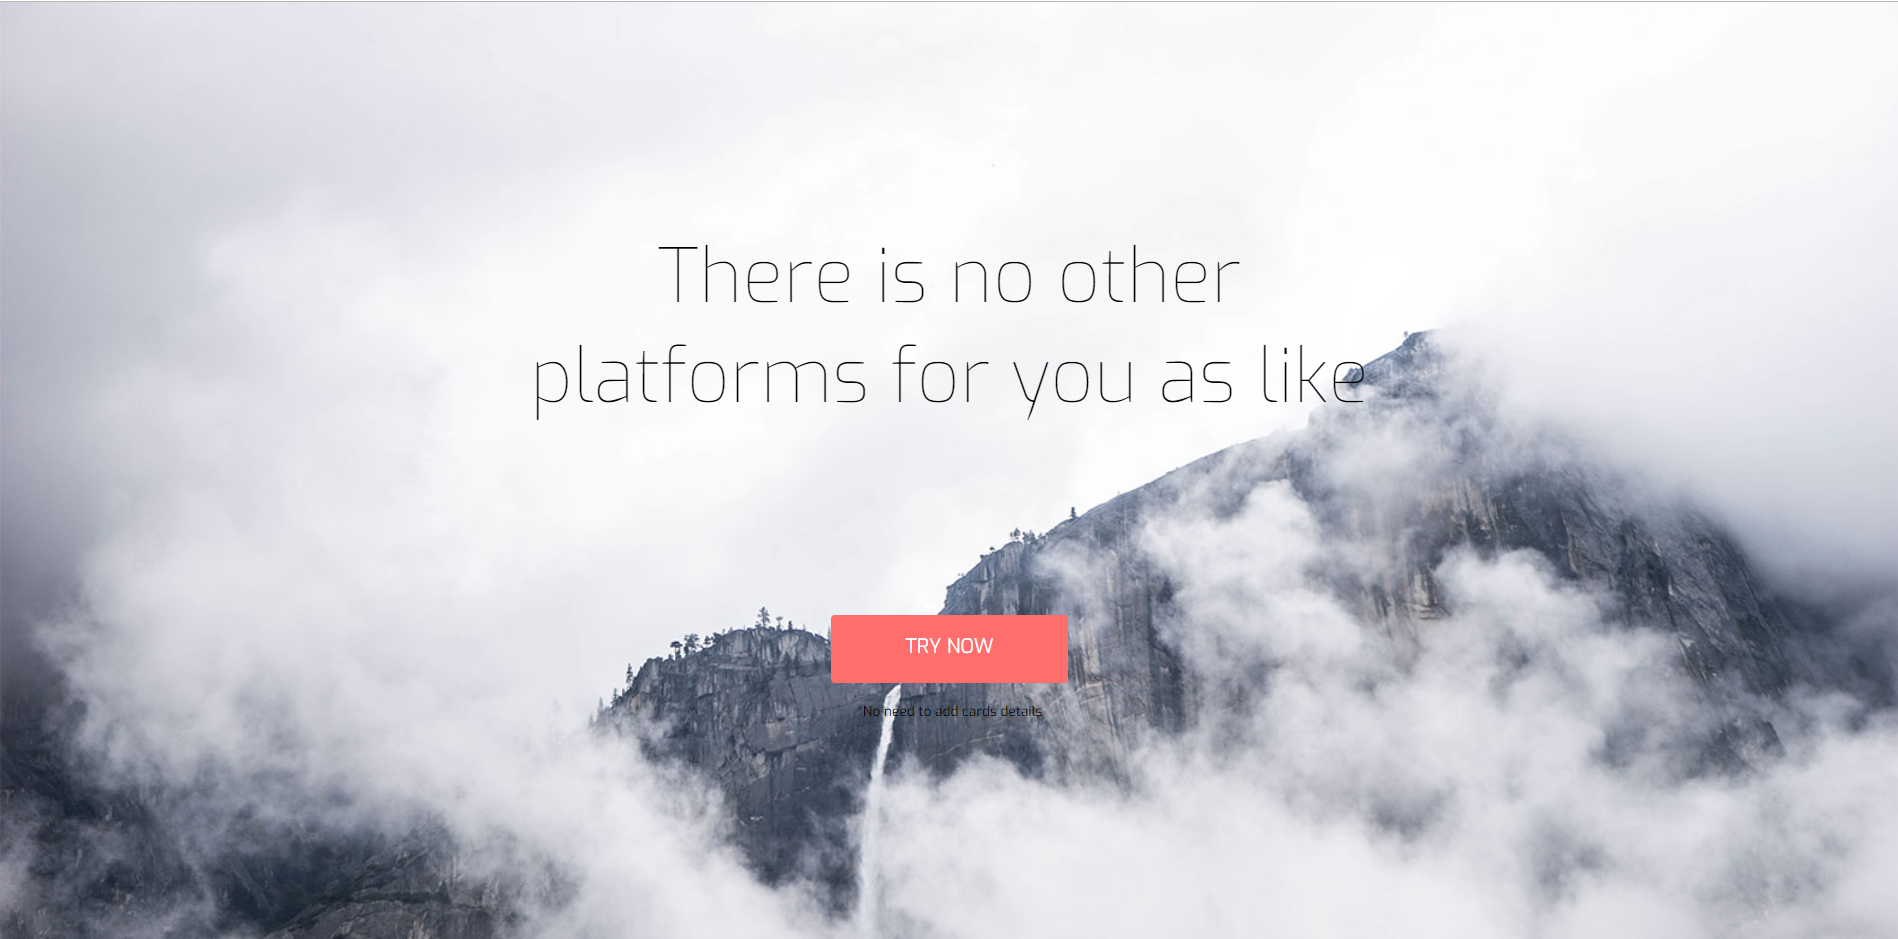 There is no other
platforms for you as like
TRY NOW
*No need to add cards details